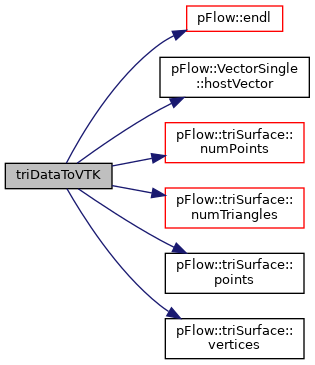 pFlow::endl
pFlow::VectorSingle
::hostVector
pFlow::triSurface::
numPoints
triDataToVTK
pFlow::triSurface::
numTriangles
pFlow::triSurface::
points
pFlow::triSurface::
vertices